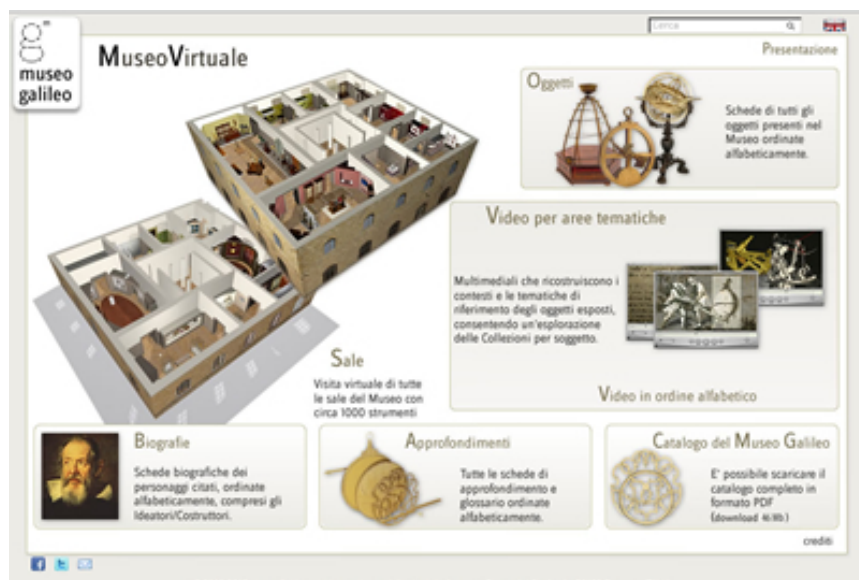 Cerca
museo
galileo
MuseoVirtuale
Presentazione
Oggetti
Schede di tutti gli
oggetti presenti nel
Museo ordinate
alfabeticamente.
Video per aree tematiche
Multimediali che ricostruiscono i
contesti e le tematiche di
riferimento degli oggetti esposti,
consentendo un'esplorazione
delle Collezioni per soggetto.
Video in ordine alfabetico
Sale
Visita virtuale di tutte
le sale del Museo con
circa 1000 strumenti
Biografie
Schede biografiche dei
personaggi citati, ordinate
alfabeticamente, compresi gli
Ideatori/Costruttori.
Approfondimenti
Tutte le schede di
approfondimento e
glossario ordinate
alfabeticamente.
Catalogo del Museo Galileo
E' possibile scaricare il
catalogo completo in
formato PDF
(download 46 Mb)
crediti